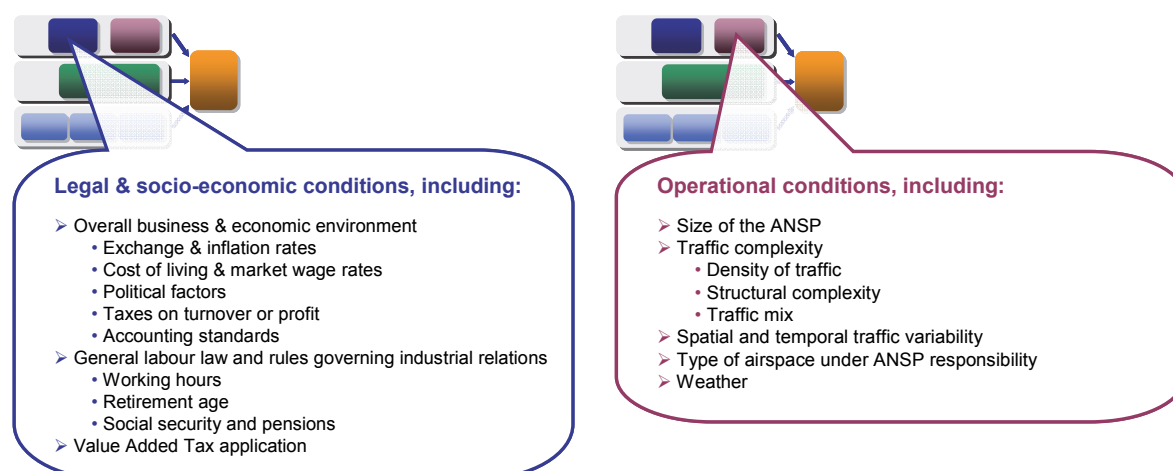 Legal & socio-economic conditions, including:
➢ Overall business & economic environment
• Exchange & inflation rates
• Cost of living & market wage rates
• Political factors
• Taxes on turnover or profit
• Accounting standards
➢ General labour law and rules governing industrial relations
• Working hours
• Retirement age
• Social security and pensions
➢ Value Added Tax application
Operational conditions, including:
➢ Size of the ANSP
➢ Traffic complexity
• Density of traffic
• Structural complexity
• Traffic mix
➢ Spatial and temporal traffic variability
➢ Type of airspace under ANSP responsibility
➢ Weather